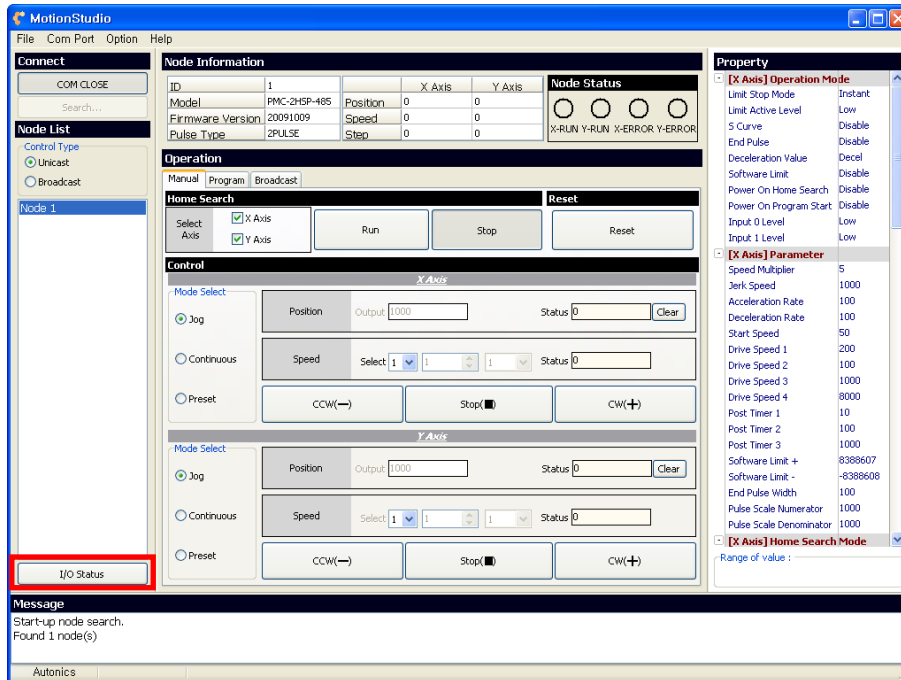 MotionStudio
File Com Port Option Help
Connect
COM CLOSE
Search...
Node List
Control Type
Unicast
Broadcast
Node 1
I/O Status
Node Information
ID 1 X Axis Y Axis
Model PMC-2HSP-485 Position 0 0
Firmware Version 20091009 Speed 0 0
Pulse Type 2PULSE Step 0 0
Node Status
X-RUN Y-RUN X-ERROR Y-ERROR
Operation
Manual Program Broadcast
Home Search Reset
Select Axis
X Axis
Y Axis
Run Stop Reset
Control
X Axis
Mode Select
Jog
Continuous
Preset
Position Output 1000 Status 0 Clear
Speed Select 1 1 1 Status 0
CCW(—) Stop(■) CW(+)
Y Axis
Mode Select
Jog
Continuous
Preset
Position Output 1000 Status 0 Clear
Speed Select 1 1 1 Status 0
CCW(—) Stop(■) CW(+)
Property
[X Axis] Operation Mode
Limit Stop Mode Instant
Limit Active Level Low
S Curve Disable
End Pulse Disable
Deceleration Value Decel
Software Limit Disable
Power On Home Search Disable
Power On Program Start Disable
Input 0 Level Low
Input 1 Level Low
[X Axis] Parameter
Speed Multiplier 5
Jerk Speed 1000
Acceleration Rate 100
Deceleration Rate 100
Start Speed 50
Drive Speed 1 200
Drive Speed 2 100
Drive Speed 3 1000
Drive Speed 4 8000
Post Timer 1 10
Post Timer 2 100
Post Timer 3 1000
Software Limit + 8388607
Software Limit - -8388608
End Pulse Width 100
Pulse Scale Numerator 1000
Pulse Scale Denominator 1000
[X Axis] Home Search Mode
Range of value :
Message
Start-up node search.
Found 1 node(s)
Autonics